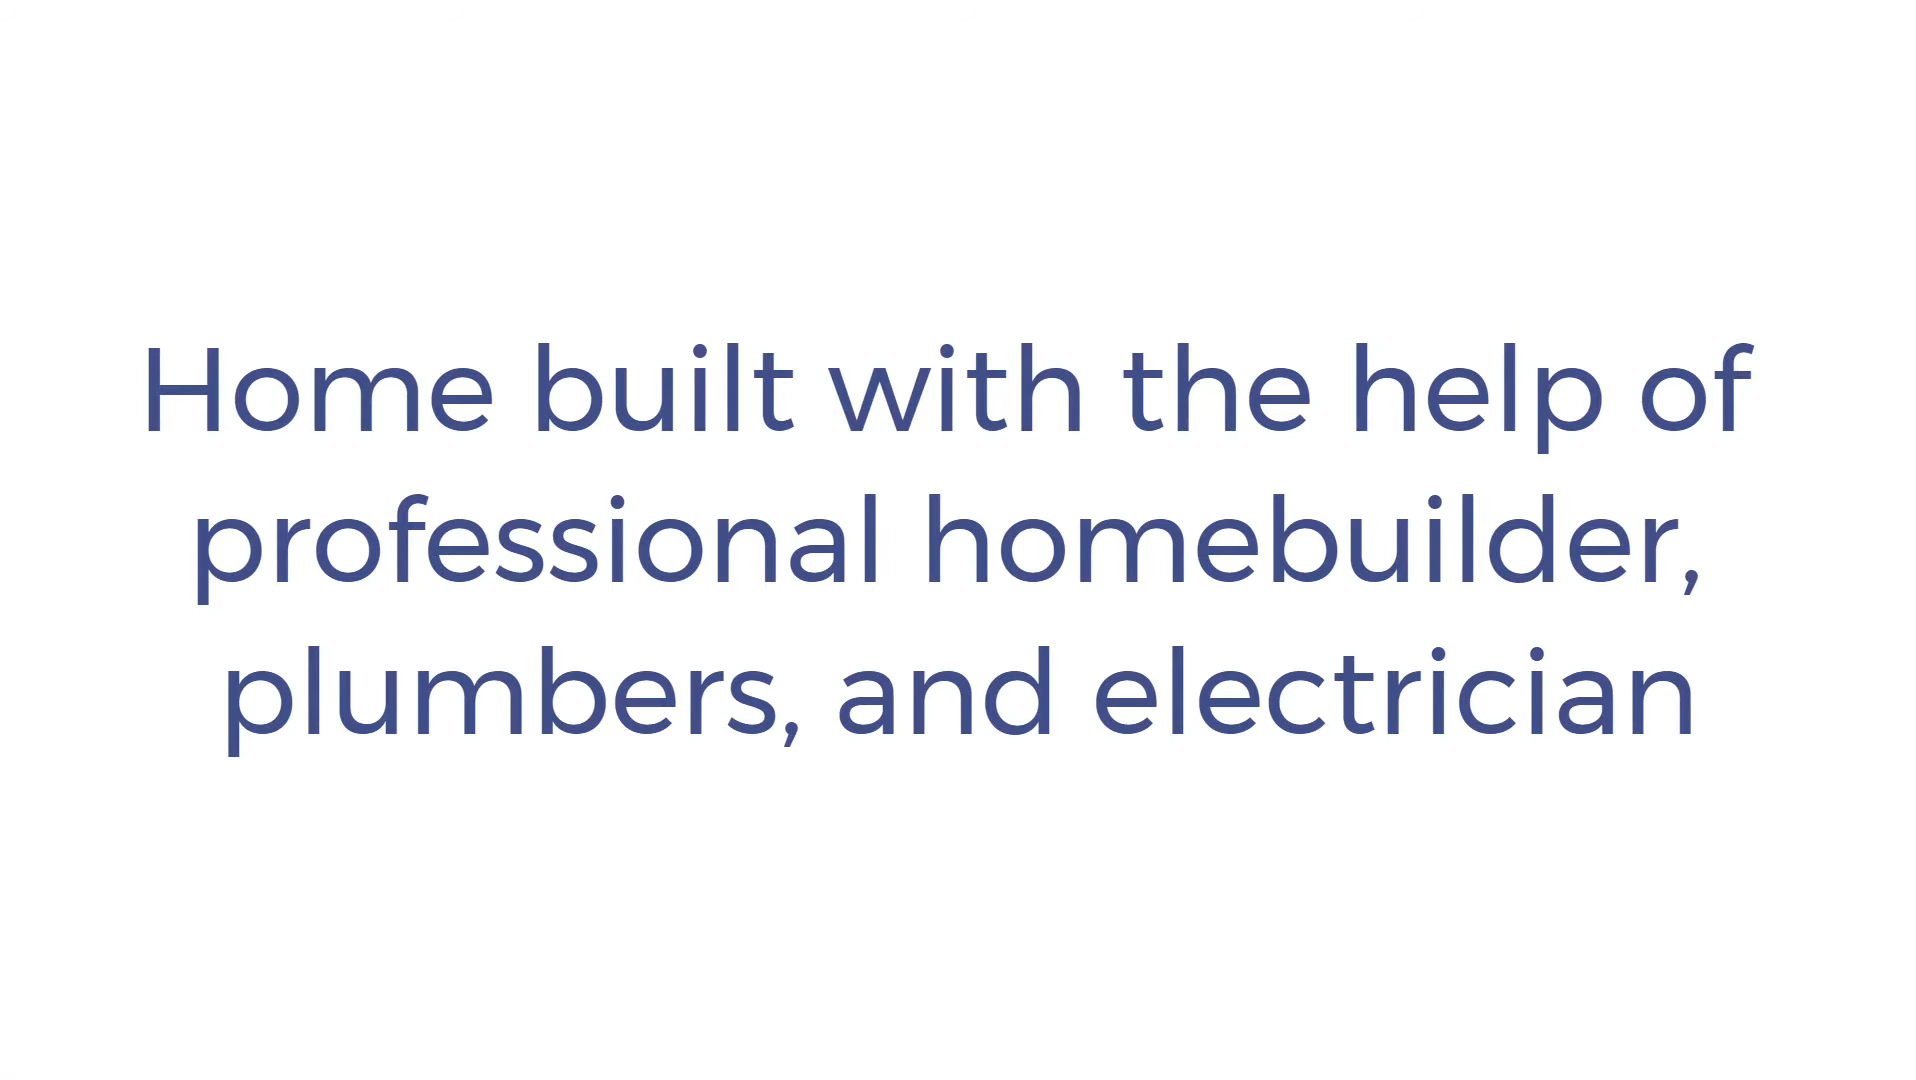 Home built with the help of
professional homebuilder,
plumbers, and electrician